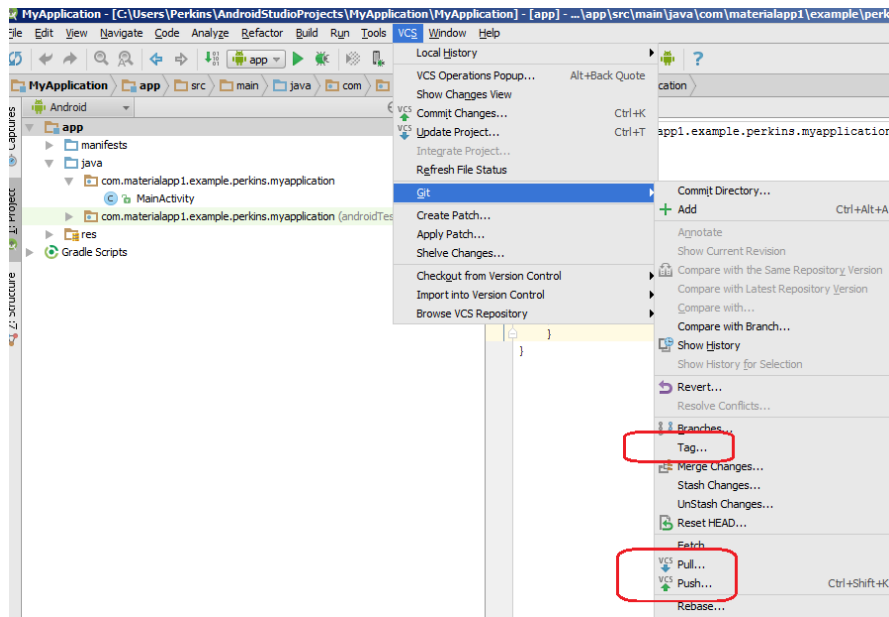 MyApplication - [C:\Users\Perkins\AndroidStudioProjects\MyApplication\MyApplication] - [app] - ...\app\src\main\java\com\materialapp1\example\perk
File Edit View Navigate Code Analyze Refactor Build Run Tools VCS Window Help
app
MyApplication app src main java com
cation
Android
app
manifests
java
com.materialapp1.example.perkins.myapplication
MainActivity
com.materialapp1.example.perkins.myapplication (androidTes
res
Gradle Scripts
Captures
1: Project
7: Structure
Local History
VCS Operations Popup... Alt+Back Quote
Show Changes View
Commit Changes... Ctrl+K
Update Project... Ctrl+T
Integrate Project...
Refresh File Status
Git
Create Patch...
Apply Patch...
Shelve Changes...
Checkout from Version Control
Import into Version Control
Browse VCS Repository
app1.example.perkins.myapplication
}
}
Commit Directory...
Add Ctrl+Alt+A
Annotate
Show Current Revision
Compare with the Same Repository Version
Compare with Latest Repository Version
Compare with...
Compare with Branch...
Show History
Show History for Selection
Revert...
Resolve Conflicts...
Branches...
Tag...
Merge Changes...
Stash Changes...
UnStash Changes...
Reset HEAD...
Fetch
VCS Pull...
VCS Push... Ctrl+Shift+K
Rebase...